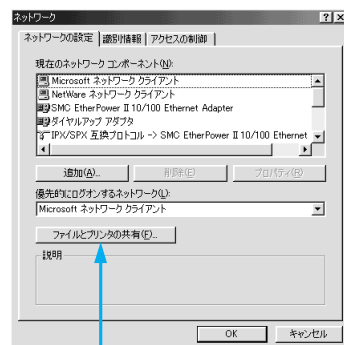 ネットワーク
ネットワークの設定 識別情報 アクセスの制御
現在のネットワーク コンポーネント(N):
Microsoft ネットワーク クライアント
NetWare ネットワーク クライアント
SMC EtherPower II 10/100 Ethernet Adapter
ダイヤルアップ アダプタ
IPX/SPX 互換プロトコル -> SMC EtherPower II 10/100 Ethernet
追加(A)... 削除(E) プロパティ(R)
優先的にログオンするネットワーク(L):
Microsoft ネットワーク クライアント
ファイルとプリンタの共有(F)...
説明
OK キャンセル